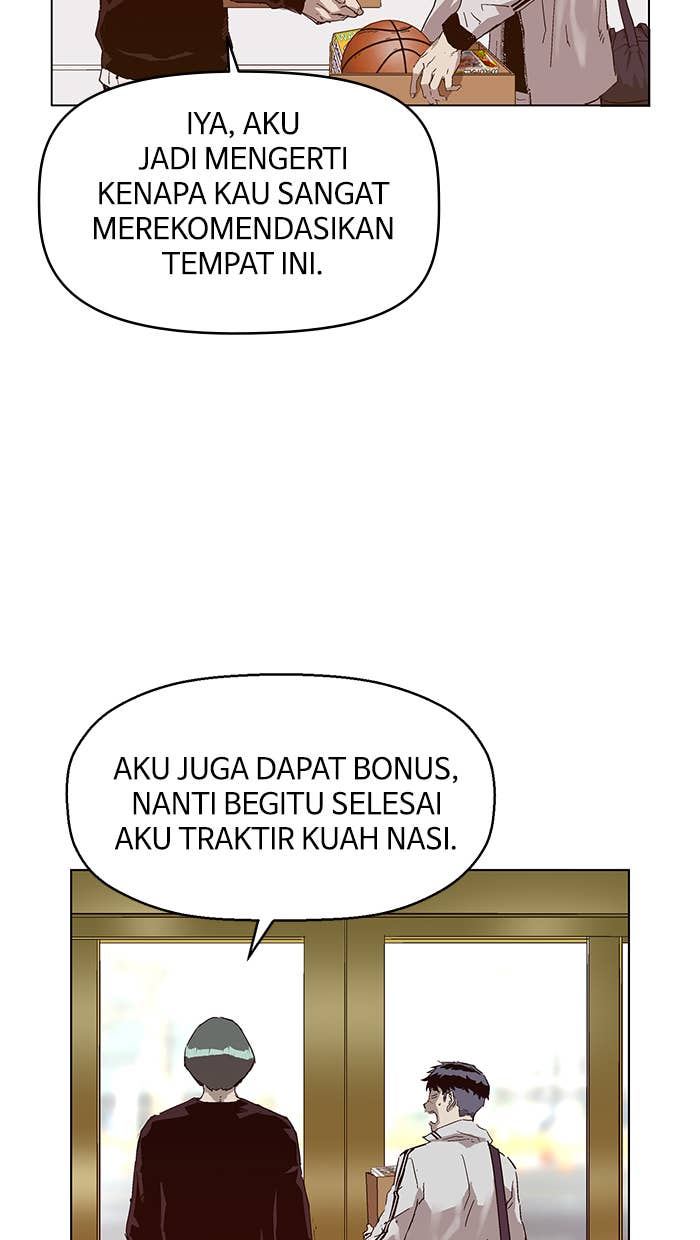 IYA, AKU
JADI MENGERTI
KENAPA KAU SANGAT
MEREKOMENDASIKAN
TEMPAT INI.
AKU JUGA DAPAT BONUS,
NANTI BEGITU SELESAI
AKU TRAKTIR KUAH NASI.